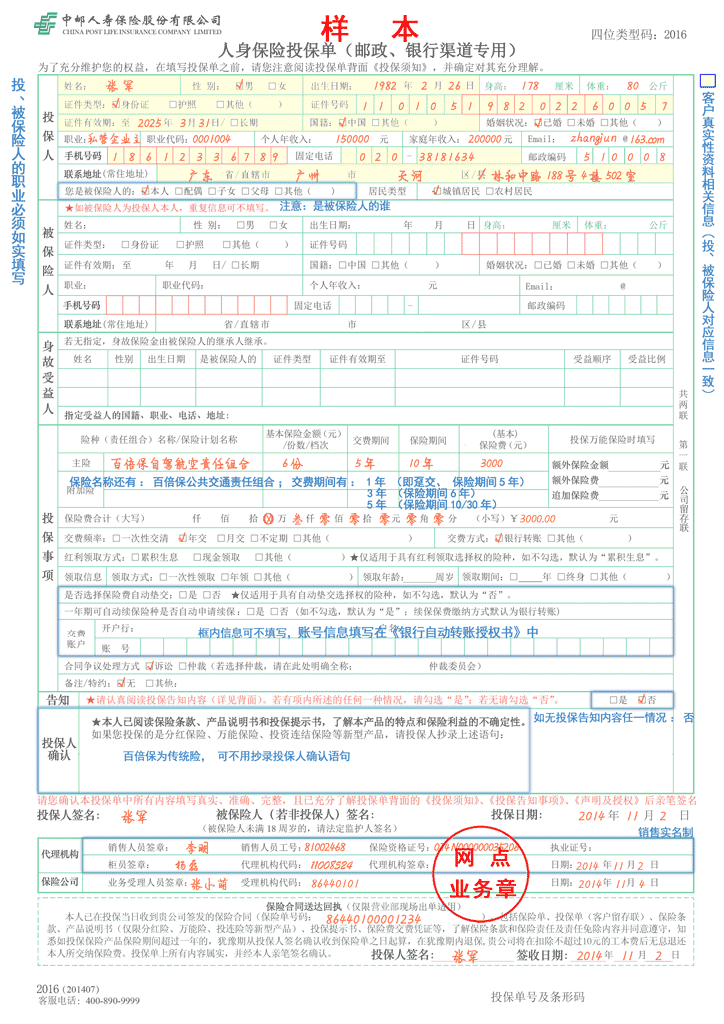 中邮人寿保险股份有限公司
CHINA POST LIFE INSURANCE COMPANY LIMITED
样 本
四位类型码：2016
人身保险投保单（邮政、银行渠道专用）
为了充分维护您的权益，在填写投保单之前，请您注意阅读投保单背面《投保须知》，并确定对其充分理解。
投、被保险人的职业必须如实填写
客户真实性资料相关信息（投、被保险人对应信息一致）
投保人
姓名：张军 性 别：☑男 □女 出生日期：1982 年 2 月 26 日 身高：178 厘米 体重：80 公斤
证件类型：☑身份证 □护照 □其他（ ） 证件号码 110105198202260057
证件有效期：至 2025 年 3 月 31 日/ □长期 国籍：☑中国 □其他（ ） 婚姻状况：☑已婚 □未婚 □其他（ ）
职业：私营企业主 职业代码：0001004 个人年收入：150000 元 家庭年收入：200000 元 Email：zhangjun @163.com
手机号码 18612336789 固定电话 020-38181634 邮政编码 510008
联系地址(常住地址) 广东 省/直辖市 广州 市 天河 区/县 林和中路188号4楼502室
您是被保险人的：☑本人 □配偶 □子女 □父母 □其他（ ） 居民类型 ☑城镇居民 □农村居民
被保险人
★如被保险人为投保人本人，重复信息可不填写。 注意：是被保险人的谁
姓名： 性 别：□男 □女 出生日期： 年 月 日 身高： 厘米 体重： 公斤
证件类型：□身份证 □护照 □其他（ ） 证件号码
证件有效期：至 年 月 日/ □长期 国籍：□中国 □其他（ ） 婚姻状况：□已婚 □未婚 □其他（ ）
职业： 职业代码： 个人年收入： 元 Email： @
手机号码 固定电话 - 邮政编码
联系地址(常住地址) 省/直辖市 市 区/县
身故受益人
若无指定，身故保险金由被保险人的继承人继承。
姓名 性别 出生日期 是被保险人的 证件类型 证件有效期至 证件号码 受益顺序 受益比例
指定受益人的国籍、职业、电话、地址：
共两联 第一联 公司留存联
投保事项
险种（责任组合）名称/保险计划名称 基本保险金额（元）/份数/档次 交费期间 保险期间 （基本）保险费（元） 投保万能保险时填写
主险 百倍保自驾航空责任组合 6份 5年 10年 3000 额外保险金额 元
保险名称还有：百倍保公共交通责任组合；交费期间有：1 年 （即趸交、保险期间 5 年） 额外保险费 元
附加险 3 年 （保险期间 6 年） 追加保险费 元
5 年 （保险期间 10/30 年）
保险费合计（大写） 仟 佰 拾 万 叁仟 零佰 零拾 零元 零角 零分 （小写）￥3000.00 元
交费频率：□一次性交清 ☑年交 □月交 □不定期 □其他（ ） 交费方式：☑银行转账 □其他（ ）
红利领取方式：□累积生息 □现金领取 □其他（ ）★仅适用于具有红利领取选择权的险种，如不勾选，默认为“累积生息”。
领取信息 领取方式：□一次性领取 □年领 □其他（ ） 领取年龄： 周岁 领取期间：□ 年 □终身 □其他（ ）
是否选择保险费自动垫交：□是 □否 ★仅适用于具有自动垫交选择权的险种，如不勾选，默认为“否”。
一年期可自动续保险种是否自动申请续保：□是 □否（如不勾选，默认为“是”；续保保费缴纳方式默认为银行转账）
交费账户 开户行：
框内信息可不填写，账号信息填写在《银行自动转账授权书》中
账 号
合同争议处理方式 ☑诉讼 □仲裁（若选择仲裁，请在此处明确全称： 仲裁委员会）
备注/特约：☑无 □其他：
告知 ★请认真阅读投保告知内容（详见背面）。若有项内所述的任何一种情况，请勾选“是”；若无请勾选“否”。 □是 ☑否
如无投保告知内容任一情况：否
投保人确认
★本人已阅读保险条款、产品说明书和投保提示书，了解本产品的特点和保险利益的不确定性。
如果您投保的是分红保险、万能保险、投资连结保险等新型产品，请投保人抄录上述语句：
百倍保为传统险，可不用抄录投保人确认语句
请您确认本投保单中所有内容填写真实、准确、完整，且已充分了解投保单背面的《投保须知》、《投保告知事项》、《声明及授权》后亲笔签名
投保人签名：张军 被保险人（若非投保人）签名： 投保日期：2014 年 11 月 2 日
（被保险人未满 18 周岁的，请法定监护人签名）
销售实名制
代理机构 销售人员签章：李明 销售人员工号：81002468 保险资格证号： 执业证号：
柜员签章：杨磊 代理机构代码：11008524 代理机构签章： 日期：2014 年 11 月 2 日
保险公司 业务受理人员签章：张小萌 受理机构代码：86440101 日期：2014 年 11 月 4 日
网 点
业务章
保险合同送达回执（仅限营业部现场出单适用）
本人已在投保当日收到贵公司签发的保险合同（保险单号码：86440100001234 ），包括保险单、投保单（客户留存联）、保险条
款、产品说明书（仅限分红险、万能险、投连险等新型产品）、投保提示书、保险费交费凭证等，了解保险条款和保险责任及责任免除内容并同意遵守，知
悉如投保保险产品保险期间超过一年的，犹豫期从投保人签名确认收到保险单之日起算，在犹豫期内退保，贵公司将在扣除不超过10元的工本费后无息退还
本人所交纳保险费。投保单上所有内容属实，并经本人亲笔签名确认。 投保人签名：张军 签收日期：2014 年 11 月 2 日
2016 (201407)
客服电话：400-890-9999
投保单号及条形码